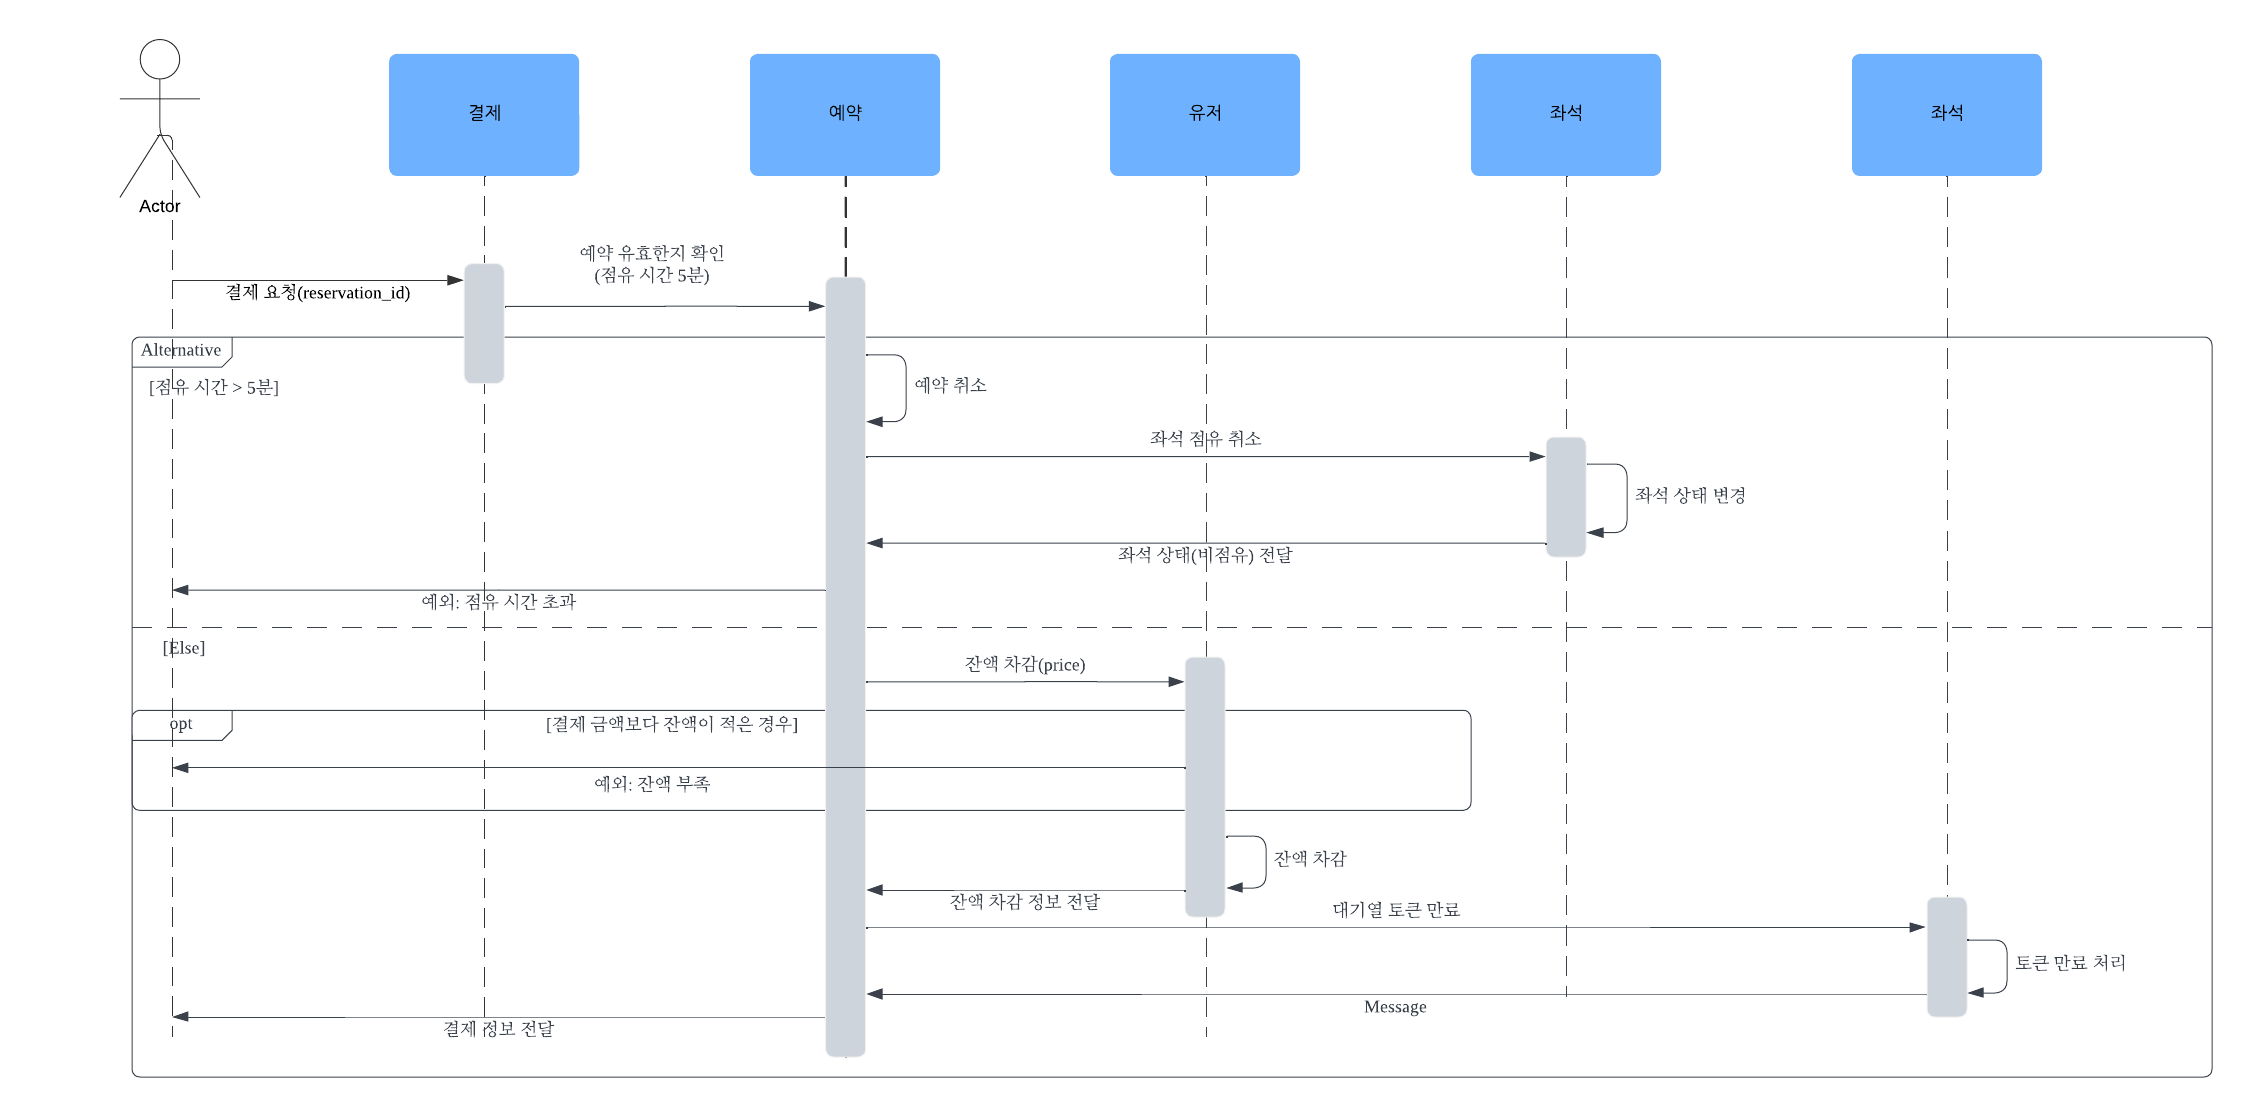 결제
예약
유저
좌석
좌석
Actor
예약 유효한지 확인
(점유 시간 5분)
결제 요청(reservation_id)
Alternative
[점유 시간 > 5분]
예약 취소
좌석 점유 취소
좌석 상태 변경
좌석 상태(비점유) 전달
예외: 점유 시간 초과
[Else]
잔액 차감(price)
opt
[결제 금액보다 잔액이 적은 경우]
예외: 잔액 부족
잔액 차감
잔액 차감 정보 전달
대기열 토큰 만료
토큰 만료 처리
Message
결제 정보 전달